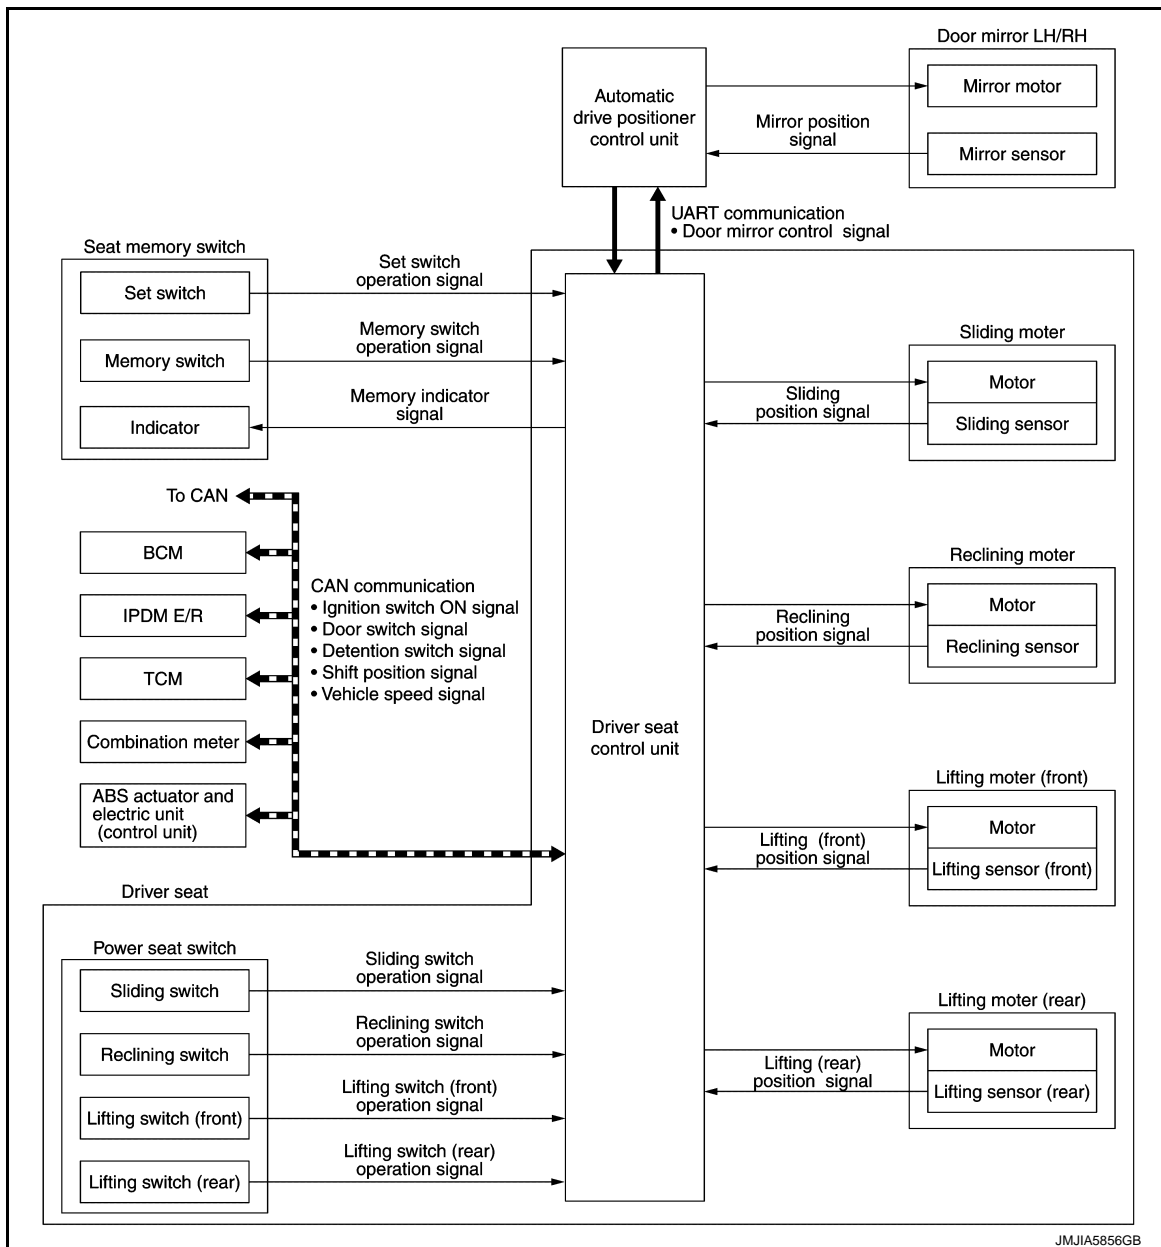 Door mirror LH/RH
Automatic
drive positioner
control unit
Mirror motor
Mirror position
signal
Mirror sensor
UART communication
• Door mirror control signal
Seat memory switch
Set switch
Set switch
operation signal
Memory switch
Memory switch
operation signal
Indicator
Memory indicator
signal
Sliding moter
Motor
Sliding
position signal
Sliding sensor
To CAN
BCM
IPDM E/R
TCM
Combination meter
ABS actuator and
electric unit
(control unit)
CAN communication
• Ignition switch ON signal
• Door switch signal
• Detention switch signal
• Shift position signal
• Vehicle speed signal
Reclining moter
Motor
Reclining
position signal
Reclining sensor
Driver seat
control unit
Lifting moter (front)
Motor
Lifting (front)
position signal
Lifting sensor (front)
Driver seat
Power seat switch
Sliding switch
Sliding switch
operation signal
Reclining switch
Reclining switch
operation signal
Lifting switch (front)
Lifting switch (front)
operation signal
Lifting switch (rear)
Lifting switch (rear)
operation signal
Lifting moter (rear)
Motor
Lifting (rear)
position signal
Lifting sensor (rear)
JMJIA5856GB